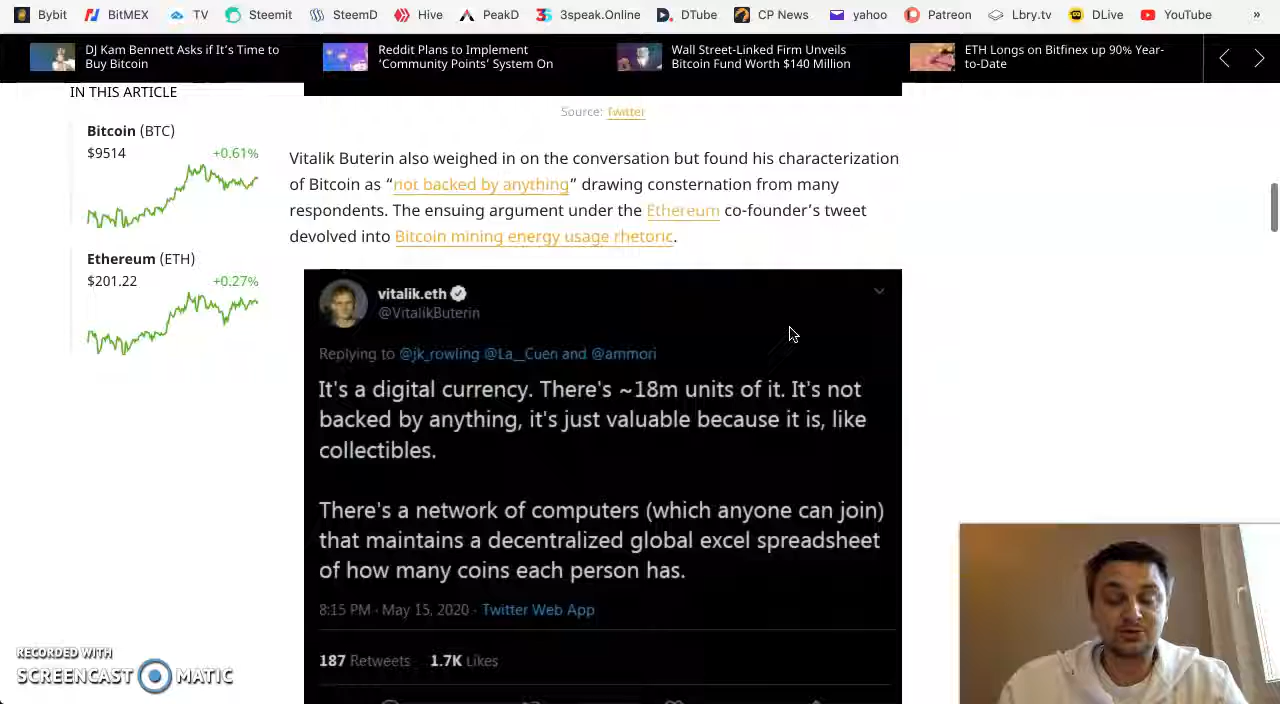 Bybit BitMEX TV Steemit SteemD Hive PeakD 3speak.Online DTube CP News yahoo Patreon Lbry.tv DLive YouTube »
DJ Kam Bennett Asks if It’s Time to
Buy Bitcoin
Reddit Plans to Implement
‘Community Points’ System On
Wall Street-Linked Firm Unveils
Bitcoin Fund Worth $140 Million
ETH Longs on Bitfinex up 90% Year-
to-Date
IN THIS ARTICLE
Bitcoin (BTC)
$9514 +0.61%
Ethereum (ETH)
$201.22 +0.27%
Source: Twitter
Vitalik Buterin also weighed in on the conversation but found his characterization
of Bitcoin as “not backed by anything” drawing consternation from many
respondents. The ensuing argument under the Ethereum co-founder’s tweet
devolved into Bitcoin mining energy usage rhetoric.
vitalik.eth
@VitalikButerin
Replying to @jk_rowling @La__Cuen and @ammori
It's a digital currency. There's ~18m units of it. It's not
backed by anything, it's just valuable because it is, like
collectibles.
There's a network of computers (which anyone can join)
that maintains a decentralized global excel spreadsheet
of how many coins each person has.
8:15 PM · May 15, 2020 · Twitter Web App
187 Retweets 1.7K Likes
RECORDED WITH
SCREENCAST MATIC